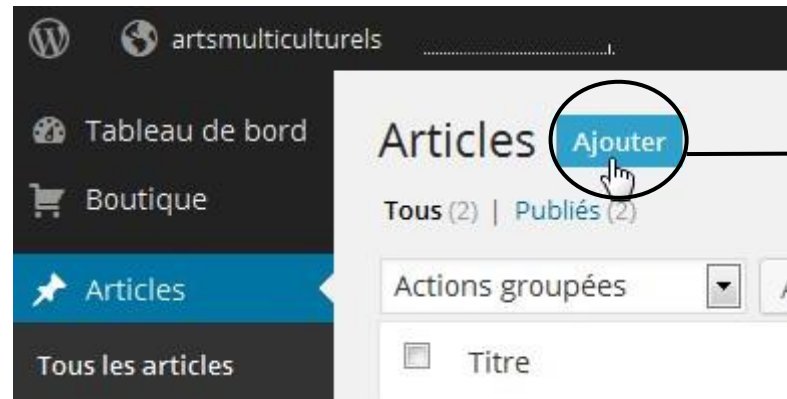 artsmulticulturels
Tableau de bord
Boutique
Articles
Tous les articles
Articles Ajouter
Tous (2) | Publiés (2)
Actions groupées
Titre